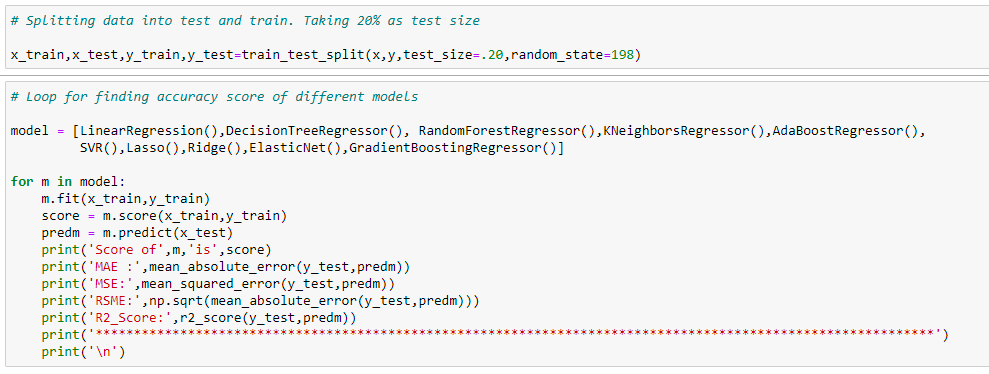 # Splitting data into test and train. Taking 20% as test size
x_train,x_test,y_train,y_test=train_test_split(x,y,test_size=.20,random_state=198)
# Loop for finding accuracy score of different models
model = [LinearRegression(),DecisionTreeRegressor(), RandomForestRegressor(),KNeighborsRegressor(),AdaBoostRegressor(),
         SVR(),Lasso(),Ridge(),ElasticNet(),GradientBoostingRegressor()]
for m in model:
    m.fit(x_train,y_train)
    score = m.score(x_train,y_train)
    predm = m.predict(x_test)
    print('Score of',m,'is',score)
    print('MAE :',mean_absolute_error(y_test,predm))
    print('MSE:',mean_squared_error(y_test,predm))
    print('RSME:',np.sqrt(mean_absolute_error(y_test,predm)))
    print('R2_Score:',r2_score(y_test,predm))
    print('*************************************************************************************************************')
    print('\n')